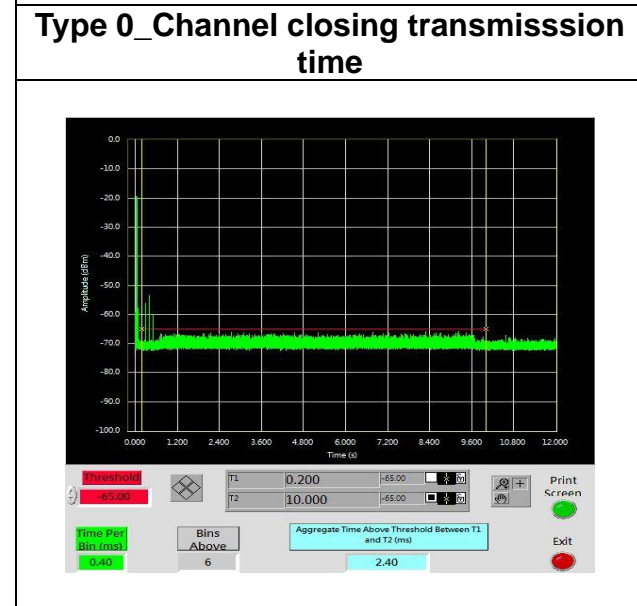 Type 0_Channel closing transmisssion
time
0.0
-10.0
-20.0
-30.0
-40.0
-50.0
-60.0
-70.0
-80.0
-90.0
-100.0
Amplitude (dBm)
0.000 1.200 2.400 3.600 4.800 6.000 7.200 8.400 9.600 10.800 12.000
Time (s)
Threshold
-65.00
T1 0.200 -65.00
T2 10.000 -65.00
Print
Screen
Time Per
Bin (ms)
0.40
Bins
Above
6
Aggregate Time Above Threshold Between T1
and T2 (ms)
2.40
Exit